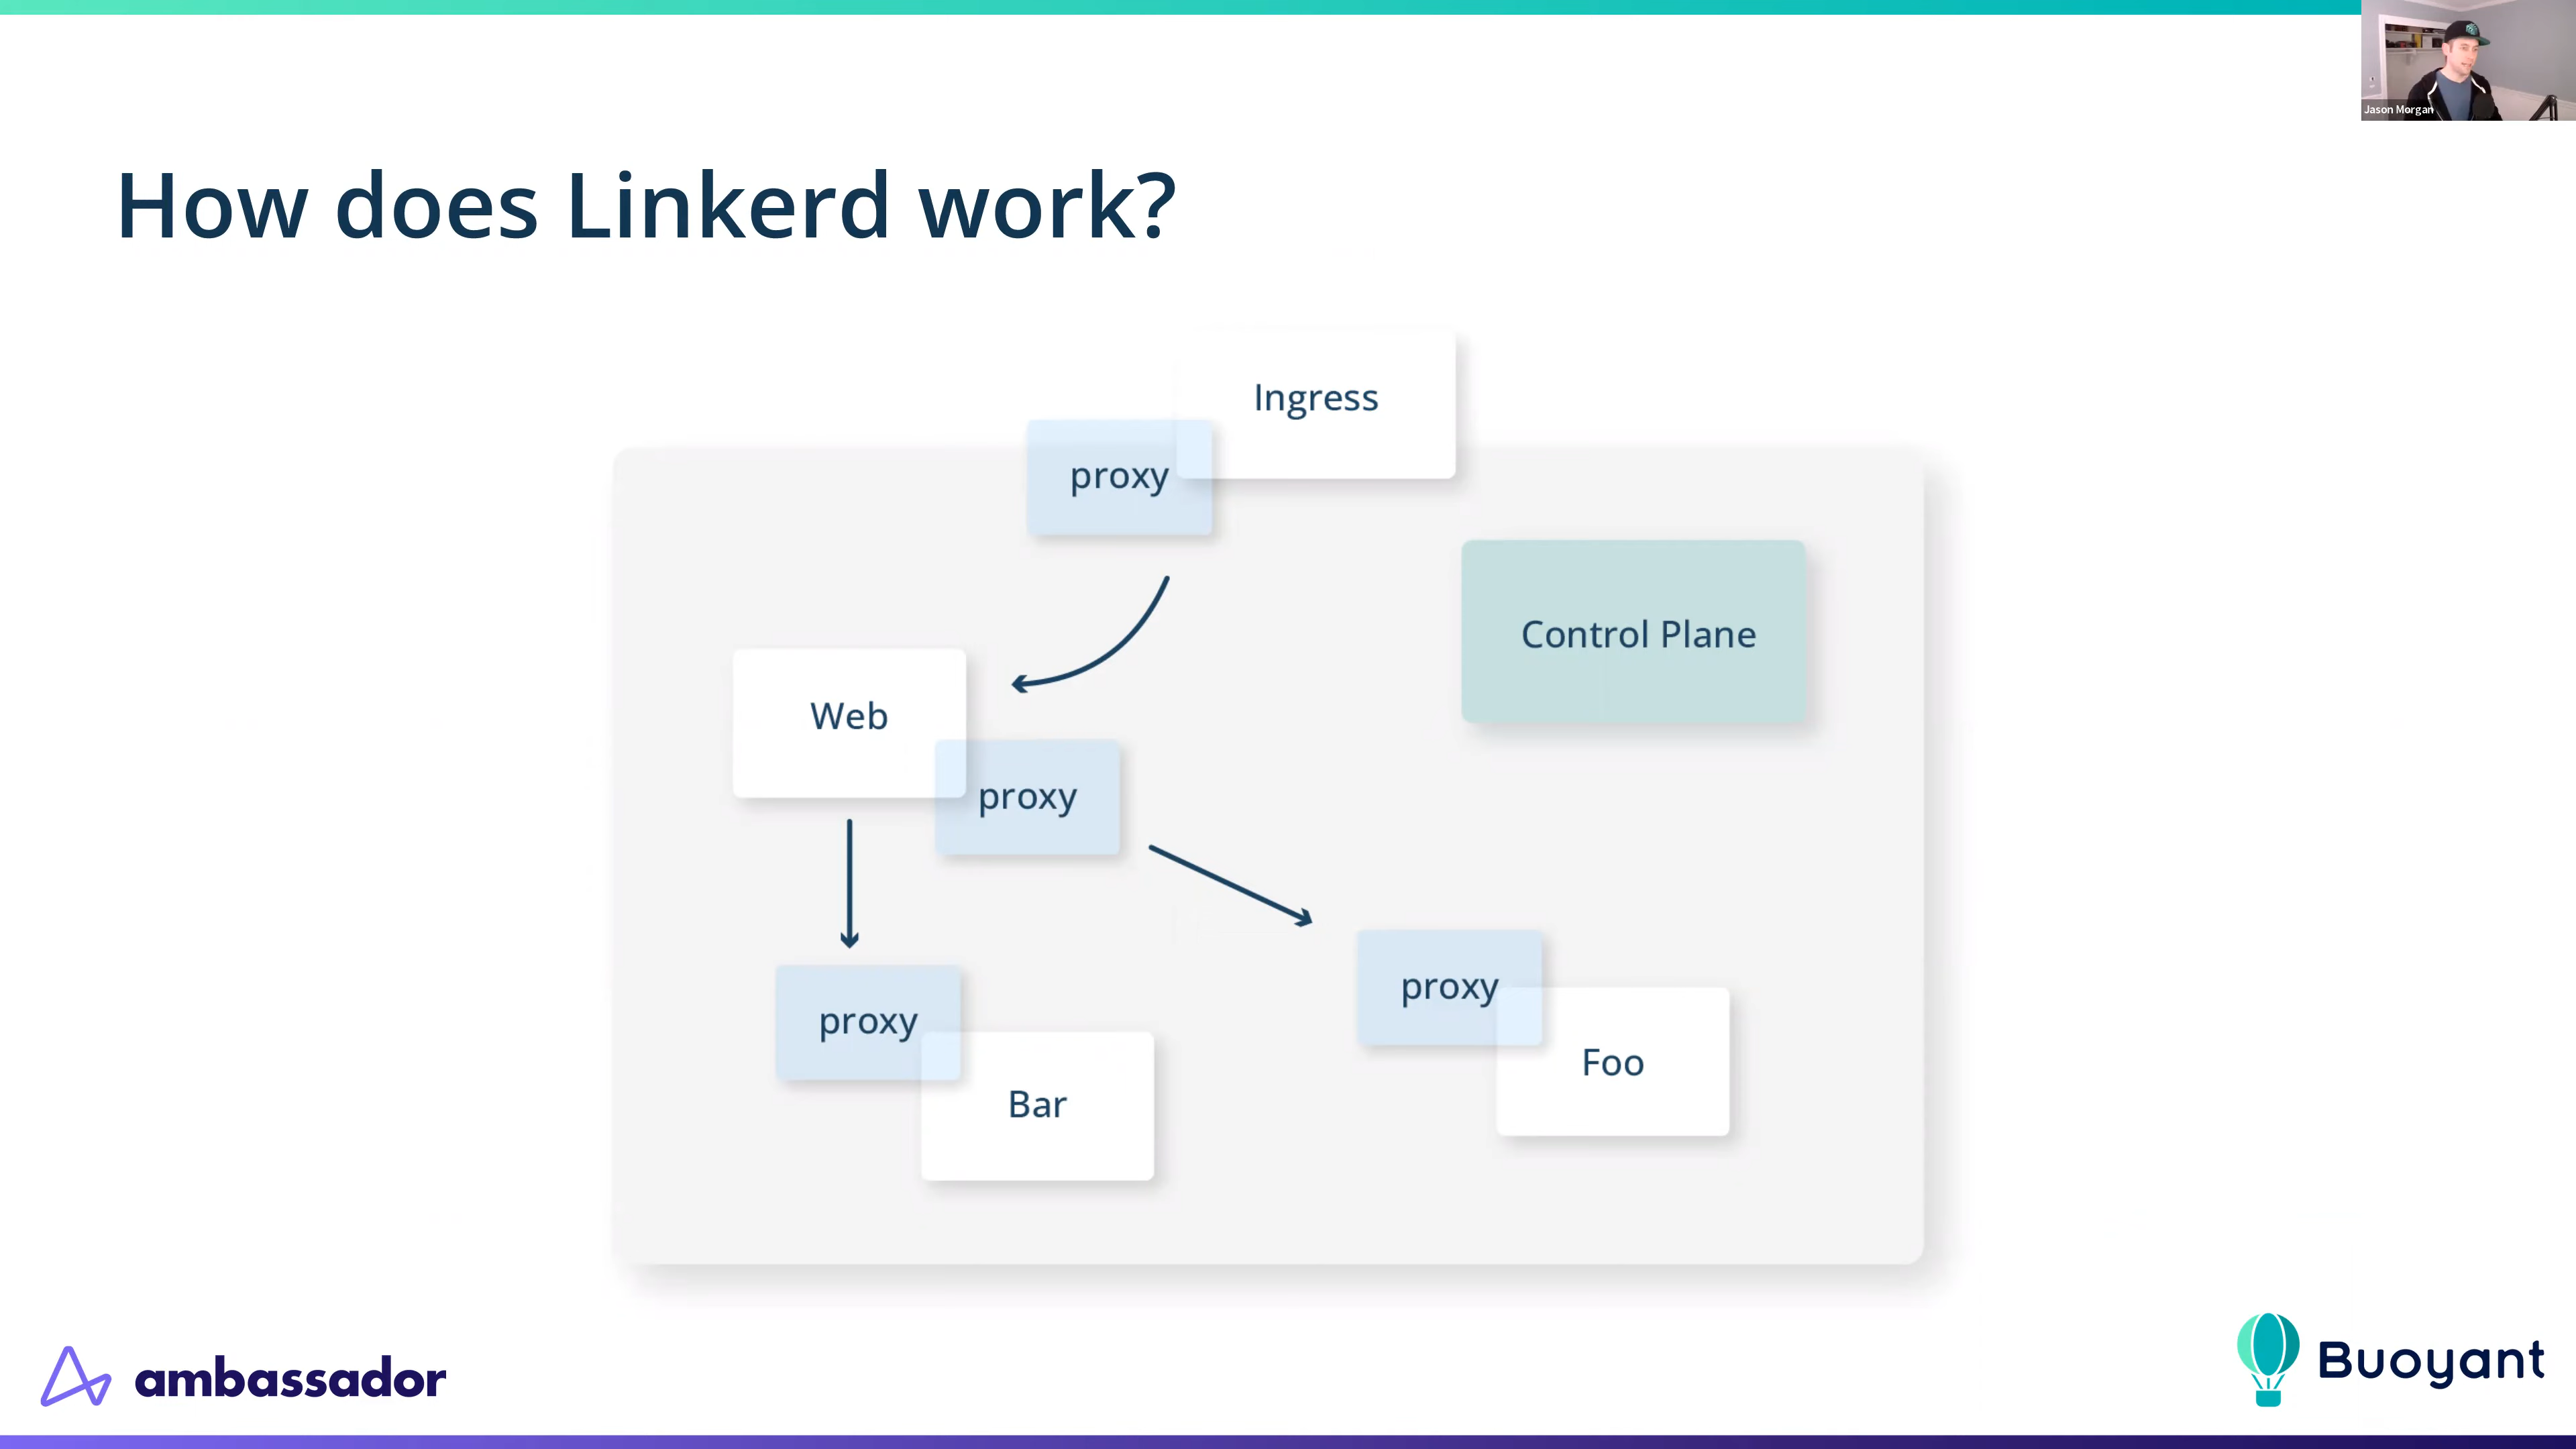 Jason Morgan
How does Linkerd work?
Ingress
proxy
Control Plane
Web
proxy
proxy
Bar
proxy
Foo
ambassador
Buoyant